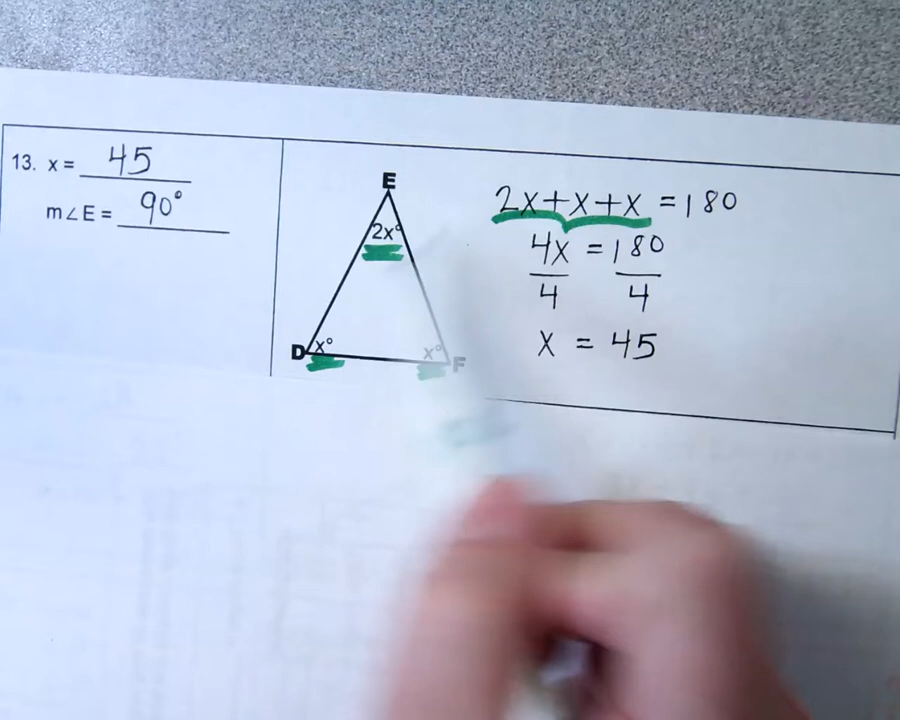 13. x = 45
m∠E = 90°
E
2x°
D x°
x° F
2x+x+x = 180
4x = 180
4 4
x = 45